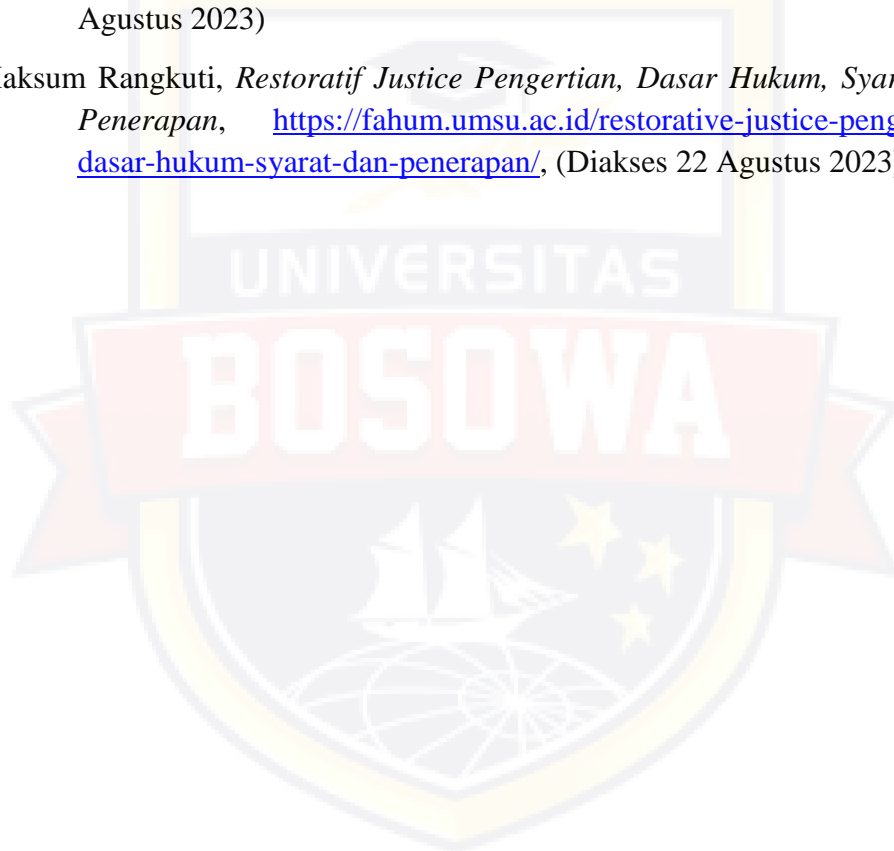 Agustus 2023)
aksum Rangkuti, Restoratif Justice Pengertian, Dasar Hukum, Syar
Penerapan, https://fahum.umsu.ac.id/restorative-justice-peng
dasar-hukum-syarat-dan-penerapan/, (Diakses 22 Agustus 2023
UNIVERSITAS
BOSOWA